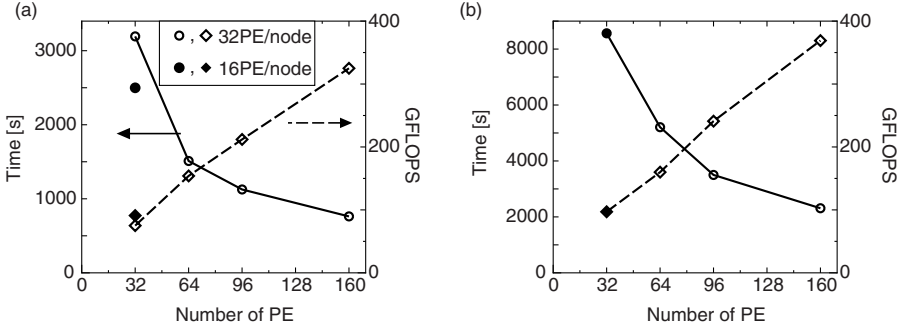 (a)
Time [s]
3000
2000
1000
0
400
200
0
GFLOPS
, 32PE/node
, 16PE/node
0 32 64 96 128 160
Number of PE
(b)
Time [s]
8000
6000
4000
2000
0
400
200
0
GFLOPS
0 32 64 96 128 160
Number of PE